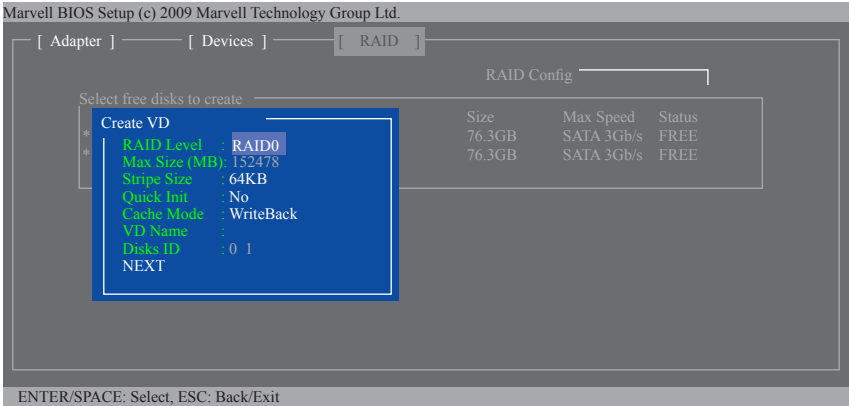 Marvell BIOS Setup (c) 2009 Marvell Technology Group Ltd.
[ Adapter ] [ Devices ] [ RAID ]
RAID Config
Select free disks to create
Size Max Speed Status
* 76.3GB SATA 3Gb/s FREE
* 76.3GB SATA 3Gb/s FREE
Create VD
RAID Level : RAID0
Max Size (MB): 152478
Stripe Size : 64KB
Quick Init : No
Cache Mode : WriteBack
VD Name :
Disks ID : 0 1
NEXT
ENTER/SPACE: Select, ESC: Back/Exit